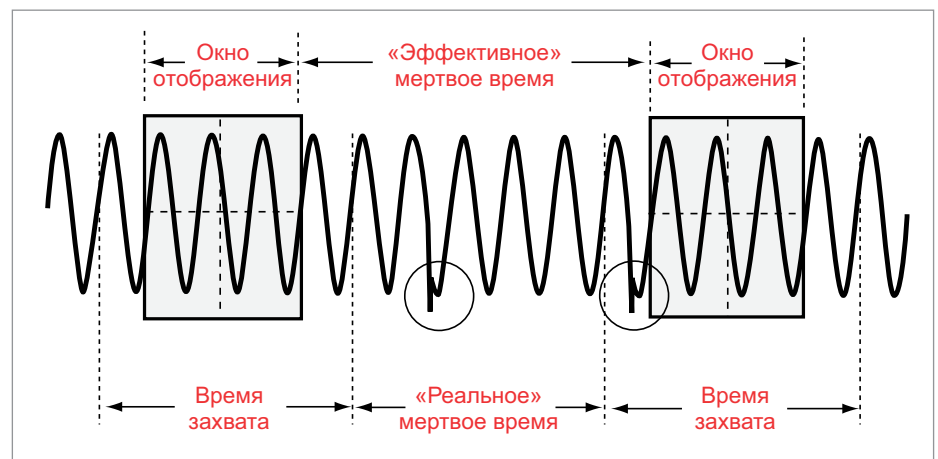 Окно
отображения
«Эффективное»
мертвое время
Окно
отображения
Время
захвата
«Реальное»
мертвое время
Время
захвата